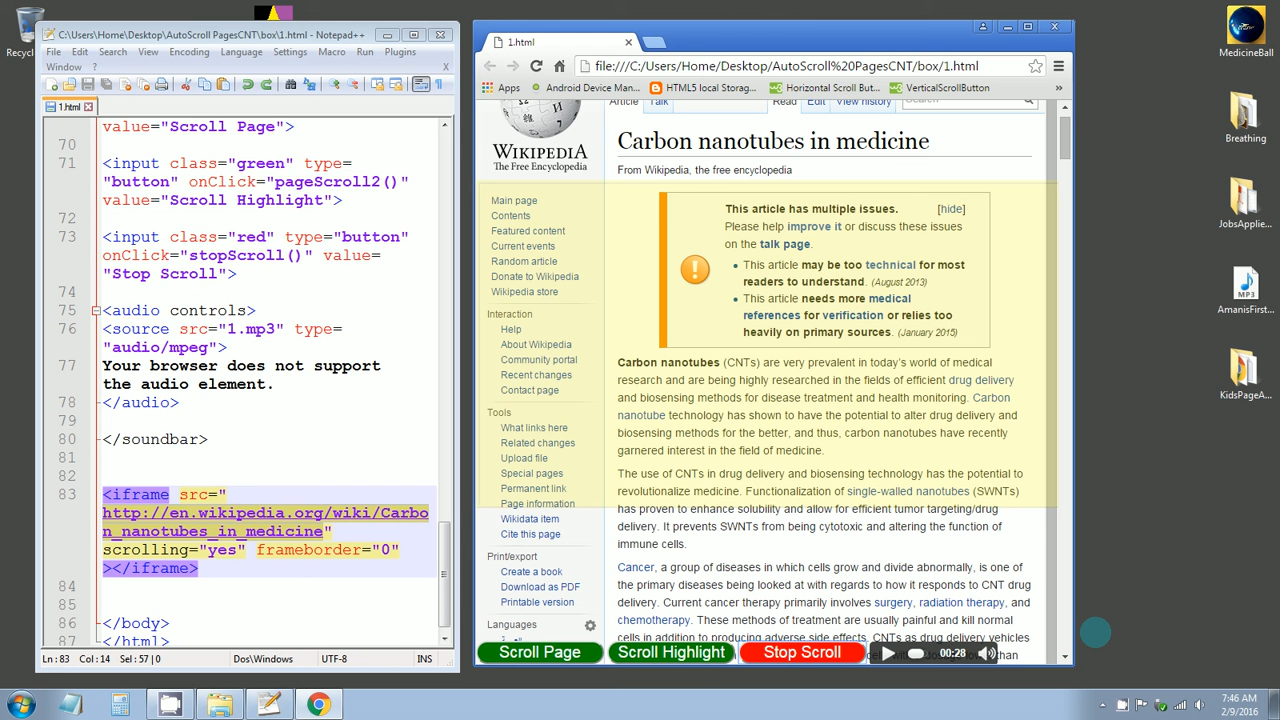 Recycl
C:\Users\Home\Desktop\AutoScroll PagesCNT\box\1.html - Notepad++
File Edit Search View Encoding Language Settings Macro Run Plugins
Window ? X
1.html
value="Scroll Page">
70
71 <input class="green" type=
"button" onClick="pageScroll2()"
value="Scroll Highlight">
72
73 <input class="red" type="button"
onClick="stopScroll()" value=
"Stop Scroll">
74
75 <audio controls>
76 <source src="1.mp3" type=
"audio/mpeg">
77 Your browser does not support
the audio element.
78 </audio>
79
80 </soundbar>
81
82
83 <iframe src="
http://en.wikipedia.org/wiki/Carbo
n_nanotubes_in_medicine"
scrolling="yes" frameborder="0"
></iframe>
84
85
86 </body>
87 </html>
Ln:83 Col:14 Sel:57|0 Dos\Windows UTF-8 INS
1.html
file:///C:/Users/Home/Desktop/AutoScroll%20PagesCNT/box/1.html
Apps Android Device Man... HTML5 local Storag... Horizontal Scroll But... VerticalScrollButton »
Article Talk Read Edit View history Search
WIKIPEDIA
The Free Encyclopedia
Carbon nanotubes in medicine
From Wikipedia, the free encyclopedia
Main page
Contents
Featured content
Current events
Random article
Donate to Wikipedia
Wikipedia store
Interaction
Help
About Wikipedia
Community portal
Recent changes
Contact page
Tools
What links here
Related changes
Upload file
Special pages
Permanent link
Page information
Wikidata item
Cite this page
Print/export
Create a book
Download as PDF
Printable version
Languages
This article has multiple issues. [hide]
Please help improve it or discuss these issues
on the talk page.
• This article may be too technical for most
readers to understand. (August 2013)
• This article needs more medical
references for verification or relies too
heavily on primary sources. (January 2015)
Carbon nanotubes (CNTs) are very prevalent in today's world of medical
research and are being highly researched in the fields of efficient drug delivery
and biosensing methods for disease treatment and health monitoring. Carbon
nanotube technology has shown to have the potential to alter drug delivery and
biosensing methods for the better, and thus, carbon nanotubes have recently
garnered interest in the field of medicine.
The use of CNTs in drug delivery and biosensing technology has the potential to
revolutionalize medicine. Functionalization of single-walled nanotubes (SWNTs)
has proven to enhance solubility and allow for efficient tumor targeting/drug
delivery. It prevents SWNTs from being cytotoxic and altering the function of
immune cells.
Cancer, a group of diseases in which cells grow and divide abnormally, is one of
the primary diseases being looked at with regards to how it responds to CNT drug
delivery. Current cancer therapy primarily involves surgery, radiation therapy, and
chemotherapy. These methods of treatment are usually painful and kill normal
cells in addition to producing adverse side effects. CNTs as drug delivery vehicles
Scroll Page Scroll Highlight Stop Scroll 00:28
MedicineBall
Breathing
JobsApplie...
MP3
AmanisFirst...
KidsPageA...
7:46 AM
2/9/2016